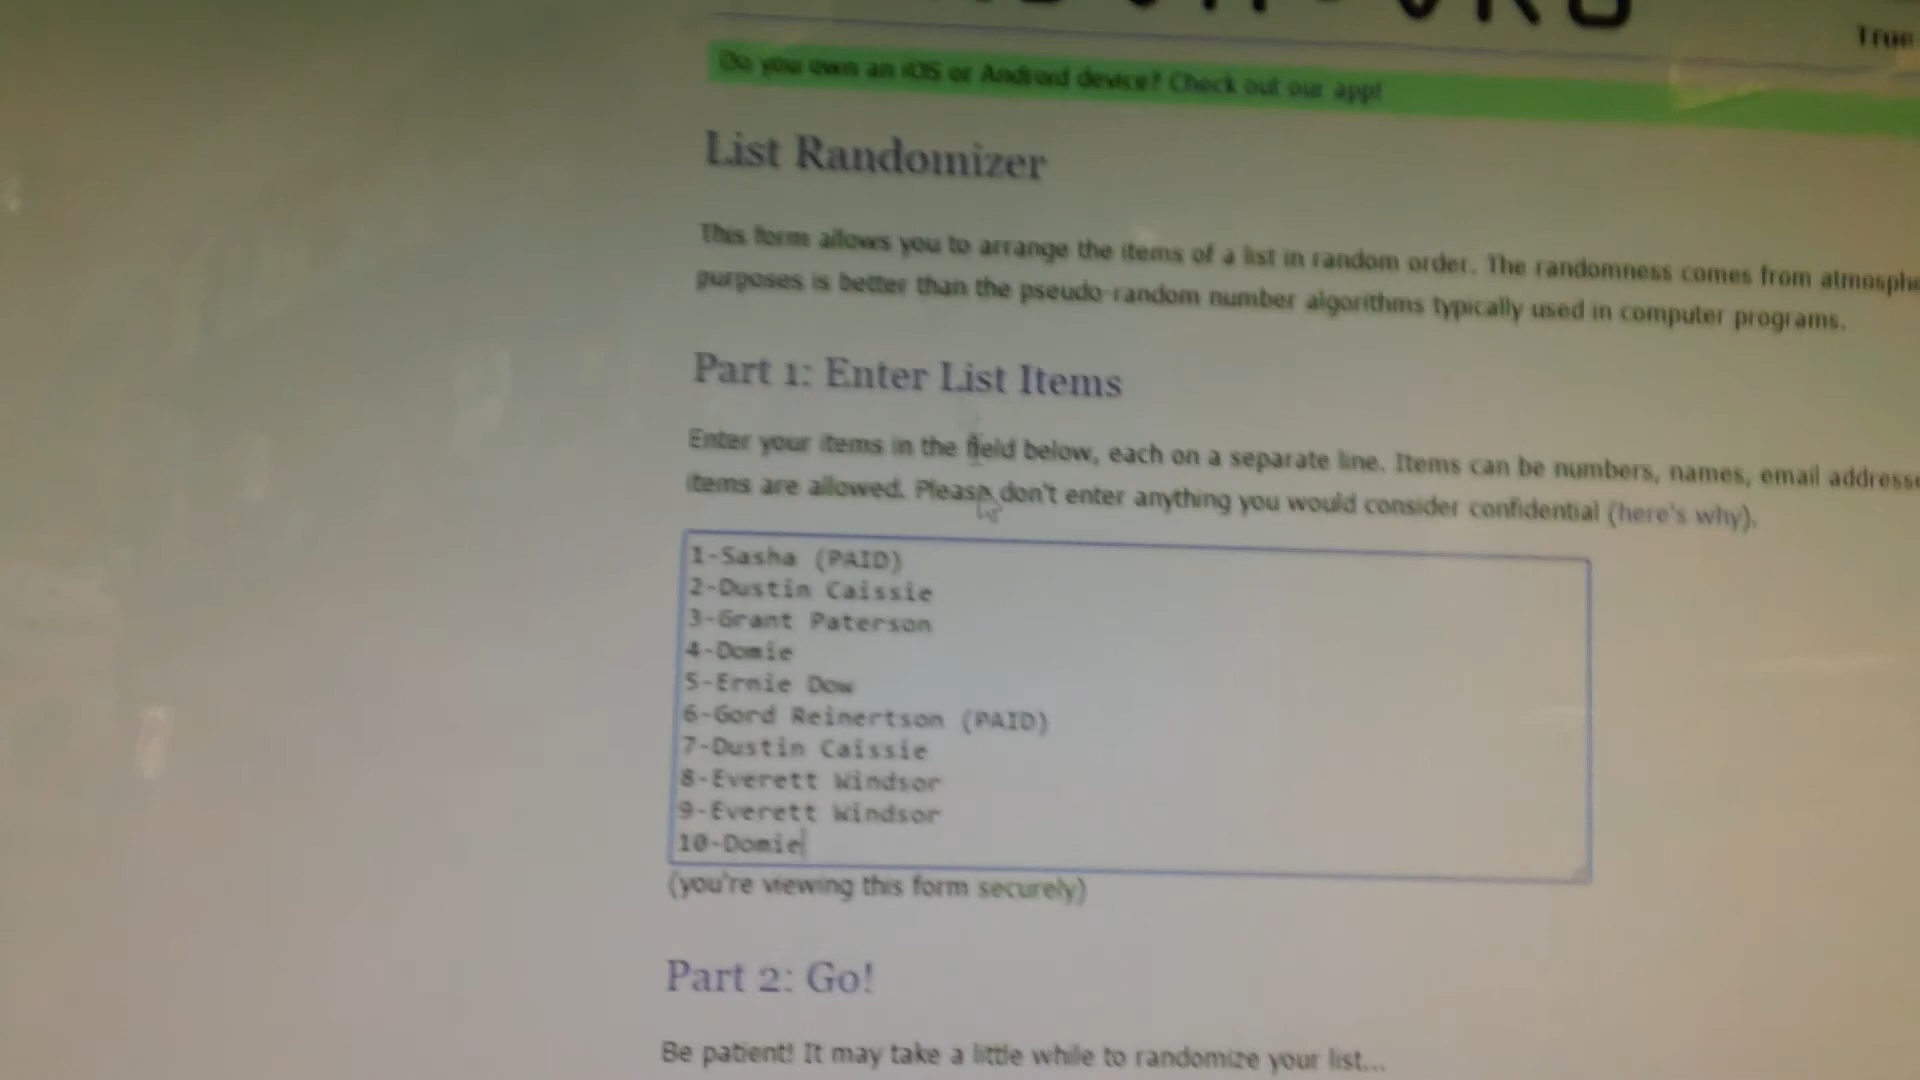 True
Do you own an iOS or Android device? Check out our app!
List Randomizer
This form allows you to arrange the items of a list in random order. The randomness comes from
purposes is better than the pseudo-random number algorithms typically used in computer programs.
Part 1: Enter List Items
Enter your items in the field below, each on a separate line. Items can be numbers, names, email
items are allowed. Please don't enter anything you would consider confidential (here's why).
1-Sasha (PAID)
2-Dustin Caissie
3-Grant Paterson
4-Domie
5-Ernie Dow
6-Gord Reinertson (PAID)
7-Dustin Caissie
8-Everett Windsor
9-Everett Windsor
10-Domie
(you're viewing this form securely)
Part 2: Go!
Be patient! It may take a little while to randomize your list...